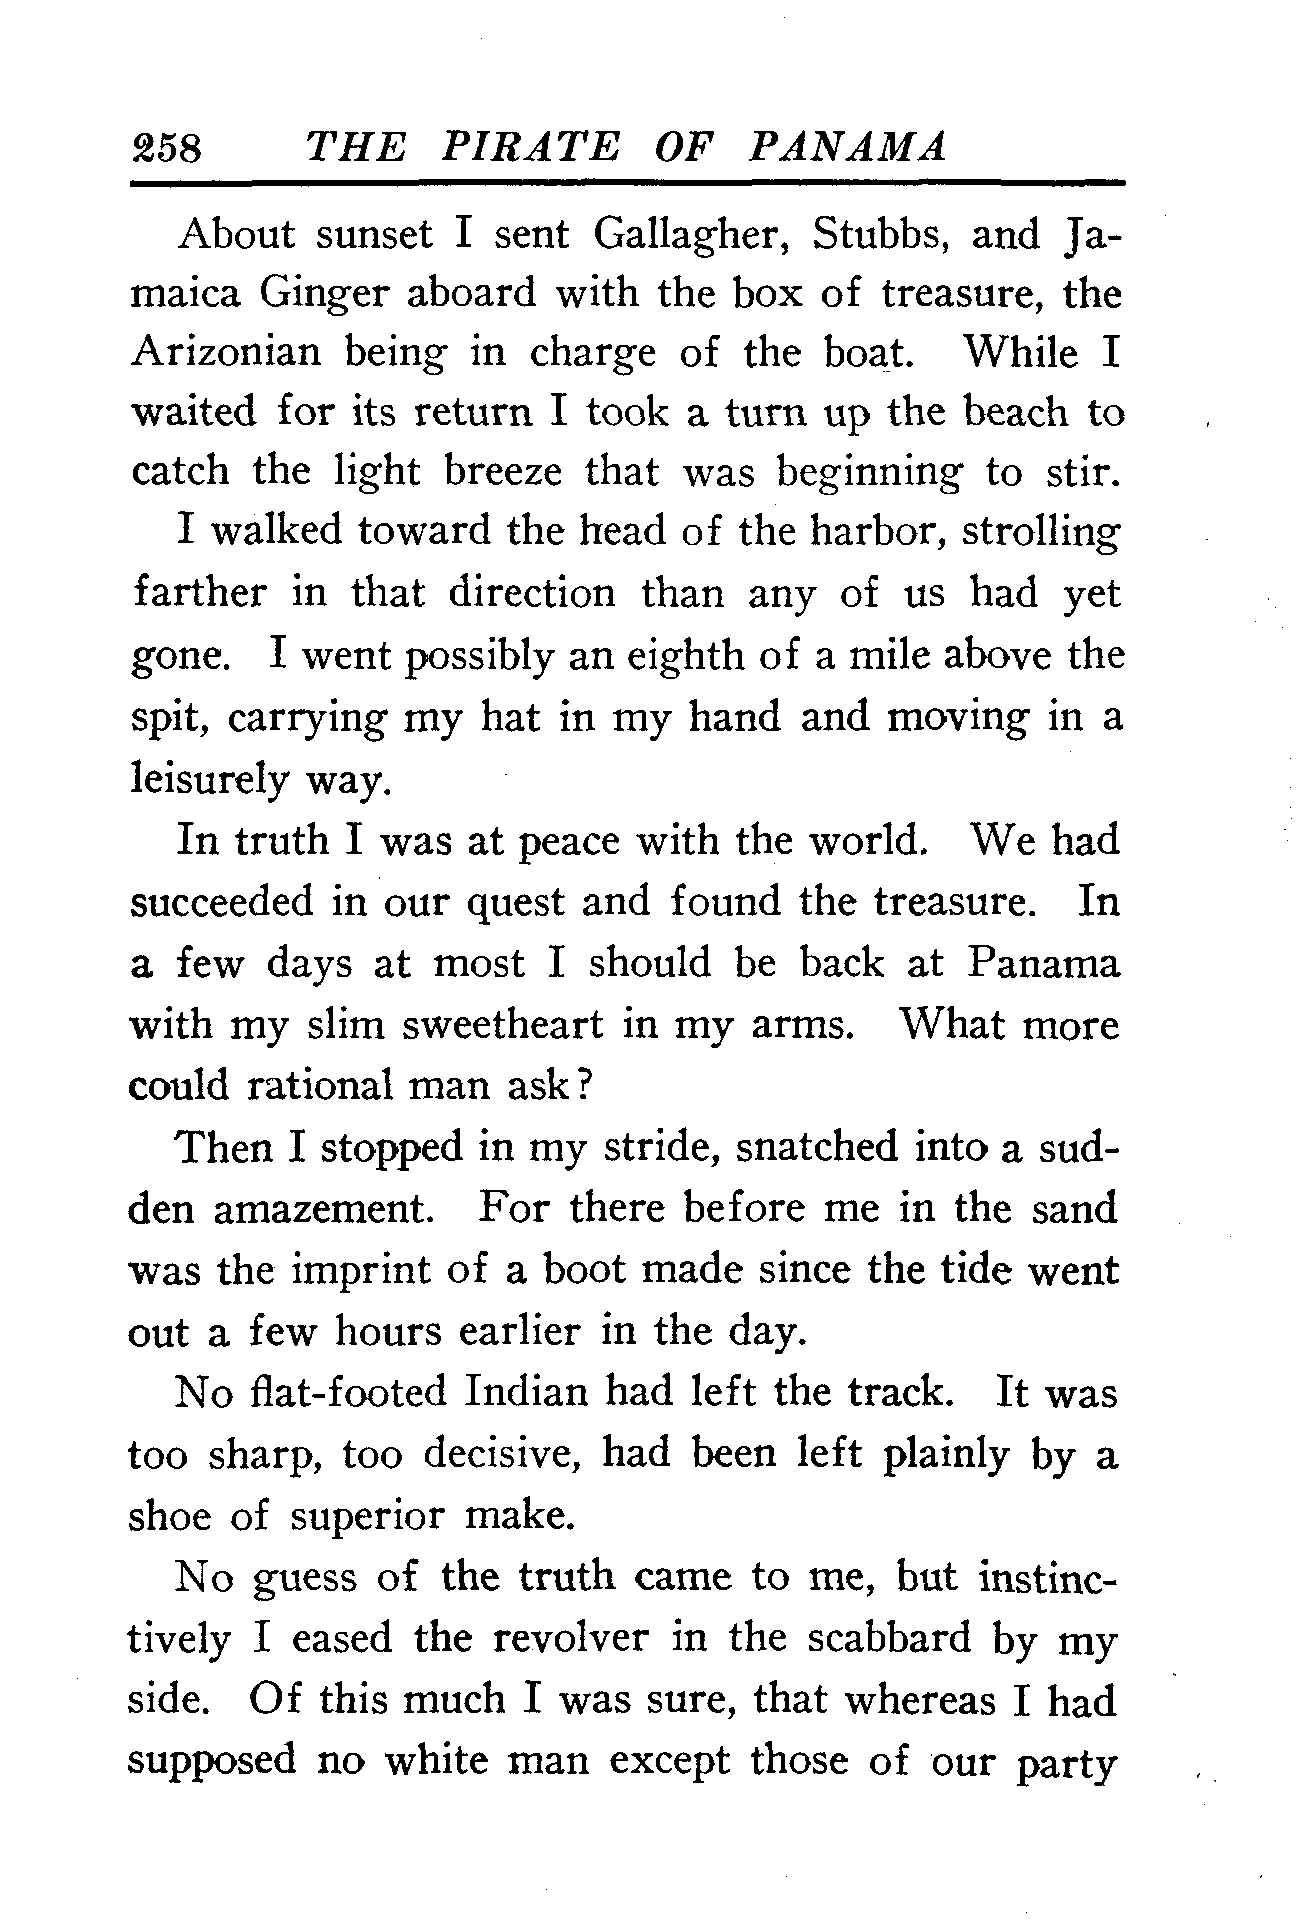 258 THE PIRATE OF PANAMA
About sunset I sent Gallagher, Stubbs, and Ja-
maica Ginger aboard with the box of treasure, the
Arizonian being in charge of the boat. While I
waited for its return I took a turn up the beach to
catch the light breeze that was beginning to stir.
I walked toward the head of the harbor, strolling
farther in that direction than any of us had yet
gone. I went possibly an eighth of a mile above the
spit, carrying my hat in my hand and moving in a
leisurely way.
In truth I was at peace with the world. We had
succeeded in our quest and found the treasure. In
a few days at most I should be back at Panama
with my slim sweetheart in my arms. What more
could rational man ask?
Then I stopped in my stride, snatched into a sud-
den amazement. For there before me in the sand
was the imprint of a boot made since the tide went
out a few hours earlier in the day.
No flat-footed Indian had left the track. It was
too sharp, too decisive, had been left plainly by a
shoe of superior make.
No guess of the truth came to me, but instinc-
tively I eased the revolver in the scabbard by my
side. Of this much I was sure, that whereas I had
supposed no white man except those of our party